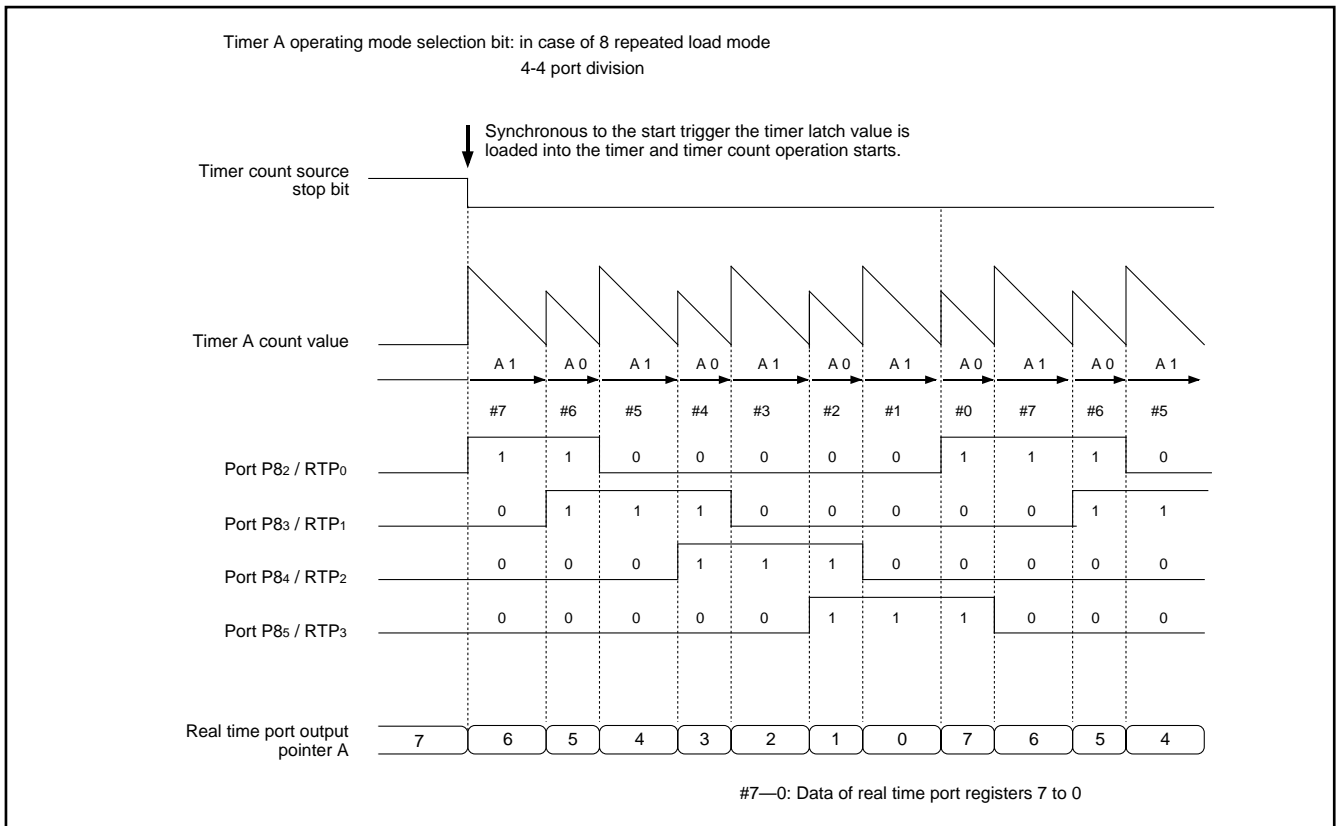 Timer A operating mode selection bit: in case of 8 repeated load mode
4-4 port division
Synchronous to the start trigger the timer latch value is
loaded into the timer and timer count operation starts.
Timer count source
stop bit
Timer A count value
A 1 A 0 A 1 A 0 A 1 A 0 A 1 A 0 A 1 A 0 A 1
#7 #6 #5 #4 #3 #2 #1 #0 #7 #6 #5
Port P82 / RTP0 1 1 0 0 0 0 0 1 1 1 0
Port P83 / RTP1 0 1 1 1 0 0 0 0 0 1 1
Port P84 / RTP2 0 0 0 1 1 1 0 0 0 0 0
Port P85 / RTP3 0 0 0 0 0 1 1 1 0 0 0
Real time port output
pointer A
7 6 5 4 3 2 1 0 7 6 5 4
#7—0: Data of real time port registers 7 to 0